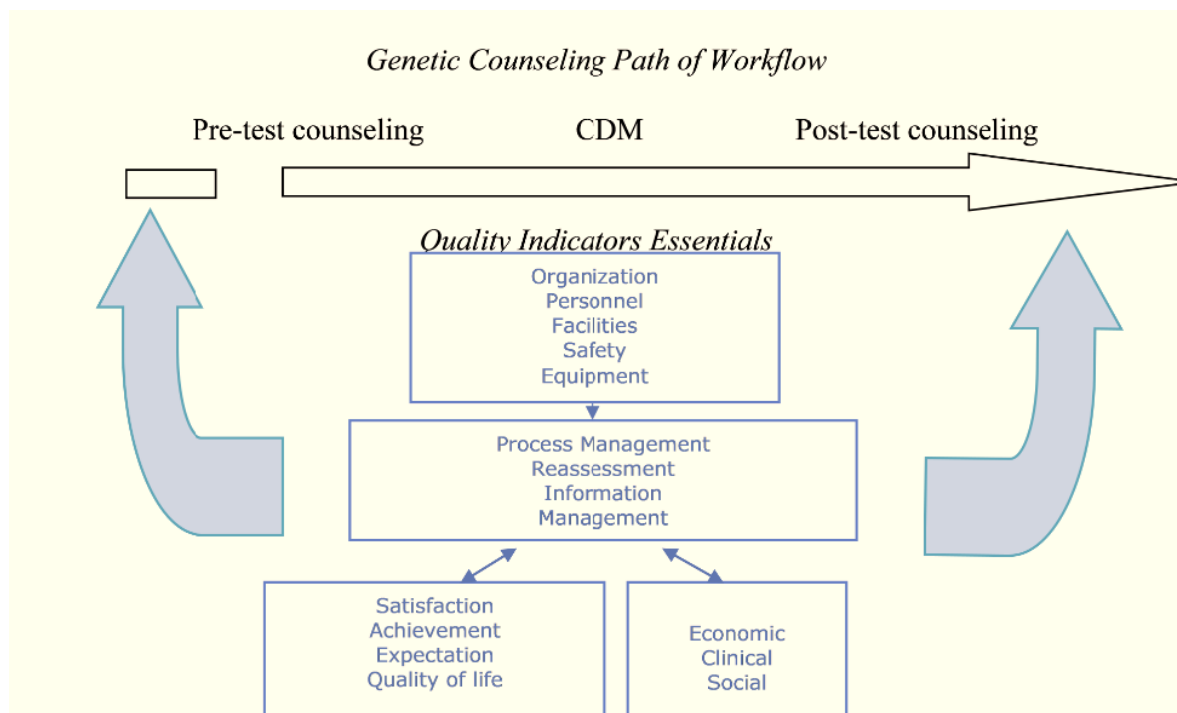 Genetic Counseling Path of Workflow
Pre-test counseling CDM Post-test counseling
Quality Indicators Essentials
Organization
Personnel
Facilities
Safety
Equipment
Process Management
Reassessment
Information
Management
Satisfaction
Achievement
Expectation
Quality of life
Economic
Clinical
Social